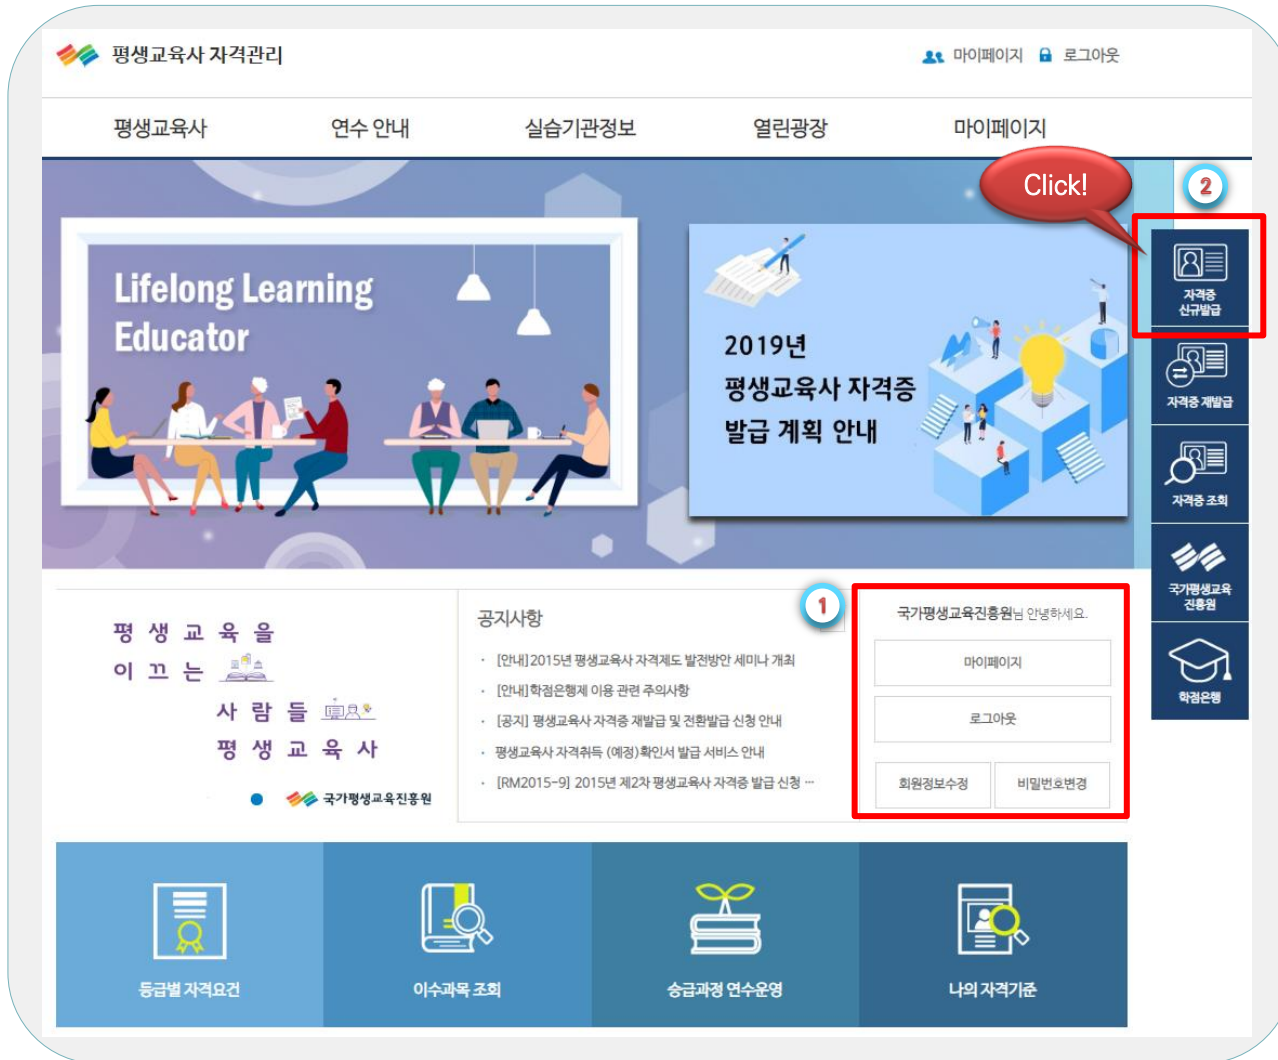 평생교육사 자격관리
마이페이지 로그아웃
평생교육사 연수 안내 실습기관정보 열린광장 마이페이지
Click!
2
Lifelong Learning
Educator
2019년
평생교육사 자격증
발급 계획 안내
자격증
신규발급
자격증 재발급
자격증 조회
국가평생교육
진흥원
학점은행
평생교육을
이끄는
사람들
평생교육사
국가평생교육진흥원
공지사항
· [안내]2015년 평생교육사 자격제도 발전방안 세미나 개최
· [안내]학점은행제 이용 관련 주의사항
· [공지] 평생교육사 자격증 재발급 및 전환발급 신청 안내
· 평생교육사 자격취득 (예정)확인서 발급 서비스 안내
· [RM2015-9] 2015년 제2차 평생교육사 자격증 발급 신청 ···
1
국가평생교육진흥원님 안녕하세요.
마이페이지
로그아웃
회원정보수정 비밀번호변경
등급별 자격요건 이수과목 조회 승급과정 연수운영 나의 자격기준